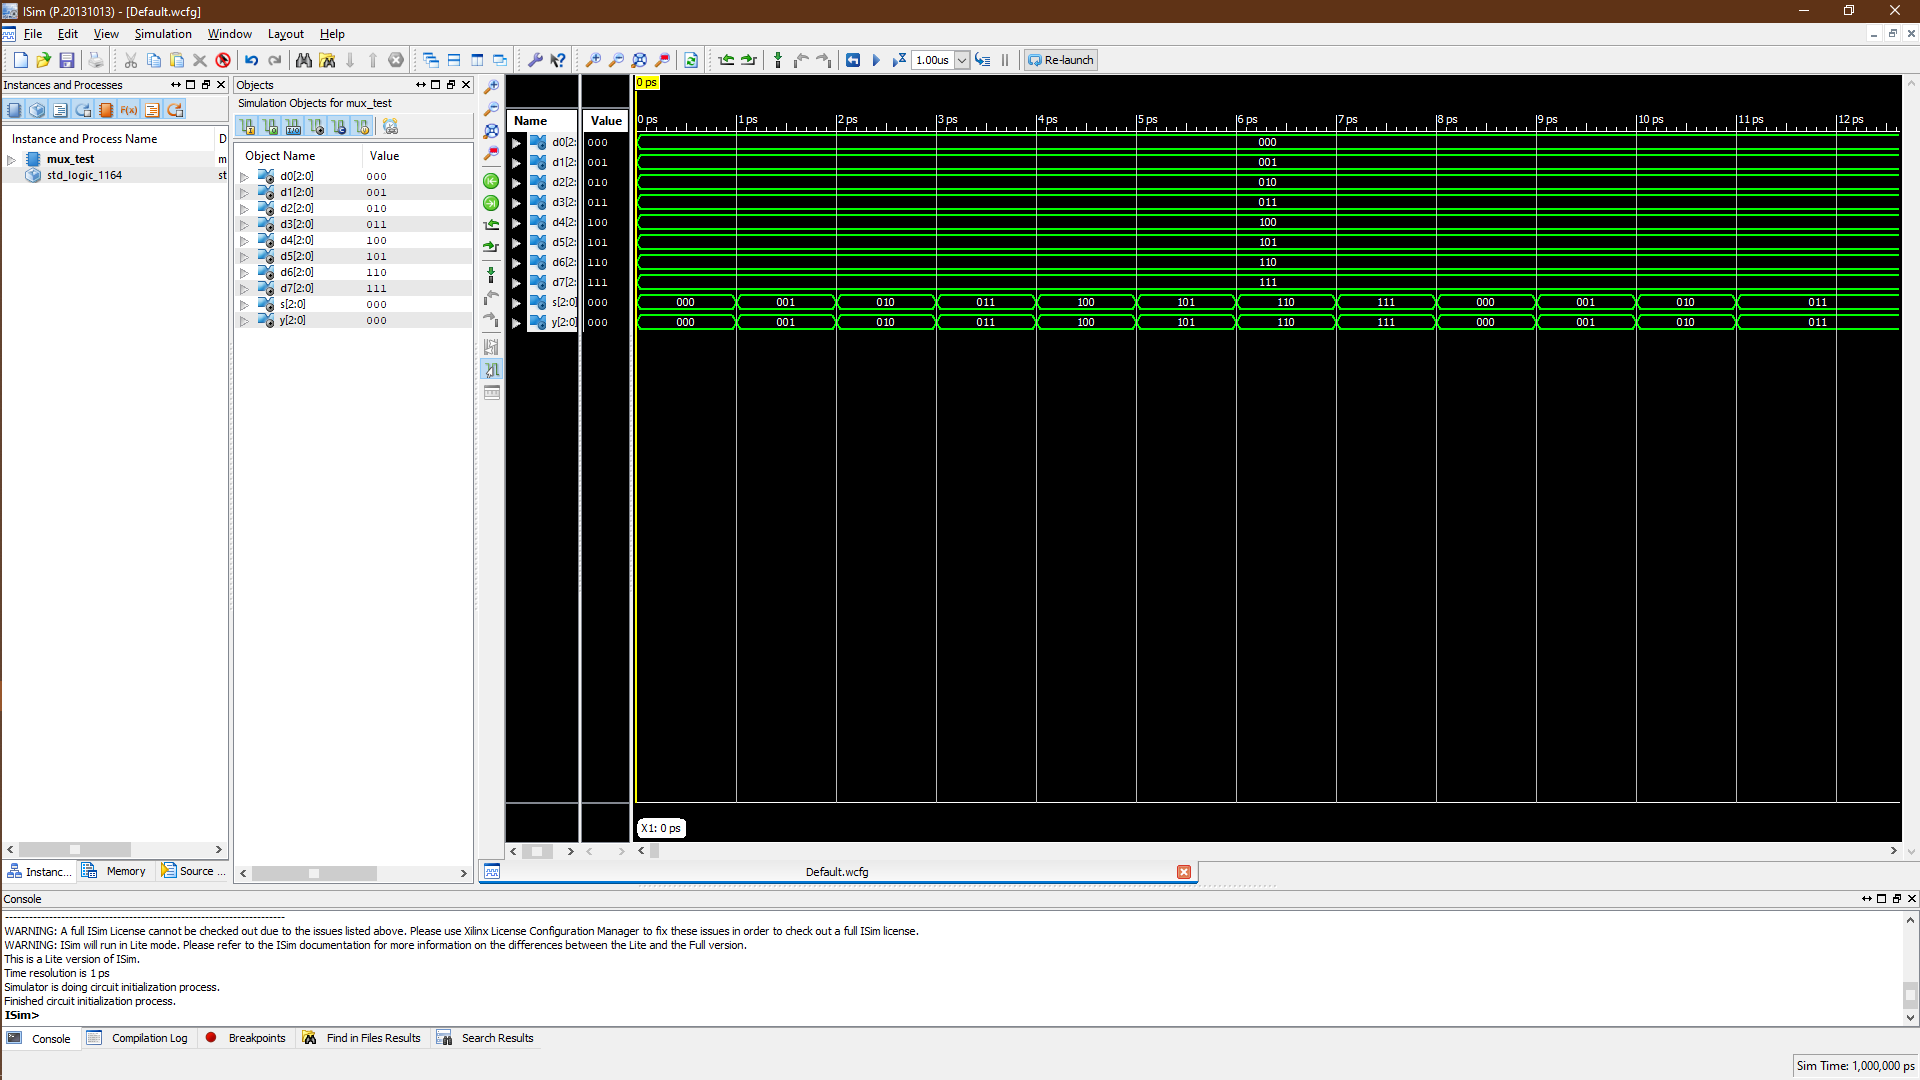 ISim (P.20131013) - [Default.wcfg]
File Edit View Simulation Window Layout Help
1.00us Re-launch
Instances and Processes
Instance and Process Name D
mux_test m
std_logic_1164 st
Instanc... Memory Source ...
Objects
Simulation Objects for mux_test
Object Name Value
d0[2:0] 000
d1[2:0] 001
d2[2:0] 010
d3[2:0] 011
d4[2:0] 100
d5[2:0] 101
d6[2:0] 110
d7[2:0] 111
s[2:0] 000
y[2:0] 000
0 ps
Name Value 0 ps 1 ps 2 ps 3 ps 4 ps 5 ps 6 ps 7 ps 8 ps 9 ps 10 ps 11 ps 12 ps
d0[2: 000 000
d1[2: 001 001
d2[2: 010 010
d3[2: 011 011
d4[2: 100 100
d5[2: 101 101
d6[2: 110 110
d7[2: 111 111
s[2:0] 000 000 001 010 011 100 101 110 111 000 001 010 011
y[2:0] 000 000 001 010 011 100 101 110 111 000 001 010 011
X1: 0 ps
Default.wcfg
Console
WARNING: A full ISim License cannot be checked out due to the issues listed above. Please use Xilinx License Configuration Manager to fix these issues in order to check out a full ISim license.
WARNING: ISim will run in Lite mode. Please refer to the ISim documentation for more information on the differences between the Lite and the Full version.
This is a Lite version of ISim.
Time resolution is 1 ps
Simulator is doing circuit initialization process.
Finished circuit initialization process.
ISim>
Console Compilation Log Breakpoints Find in Files Results Search Results
Sim Time: 1,000,000 ps